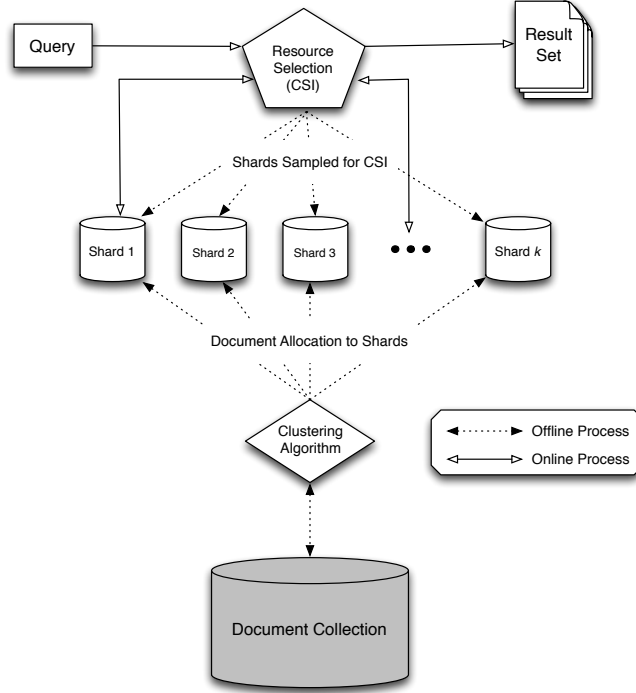 Query
Resource
Selection
(CSI)
Result
Set
Shards Sampled for CSI
Shard 1
Shard 2
Shard 3
Shard k
Document Allocation to Shards
Clustering
Algorithm
Offline Process
Online Process
Document Collection